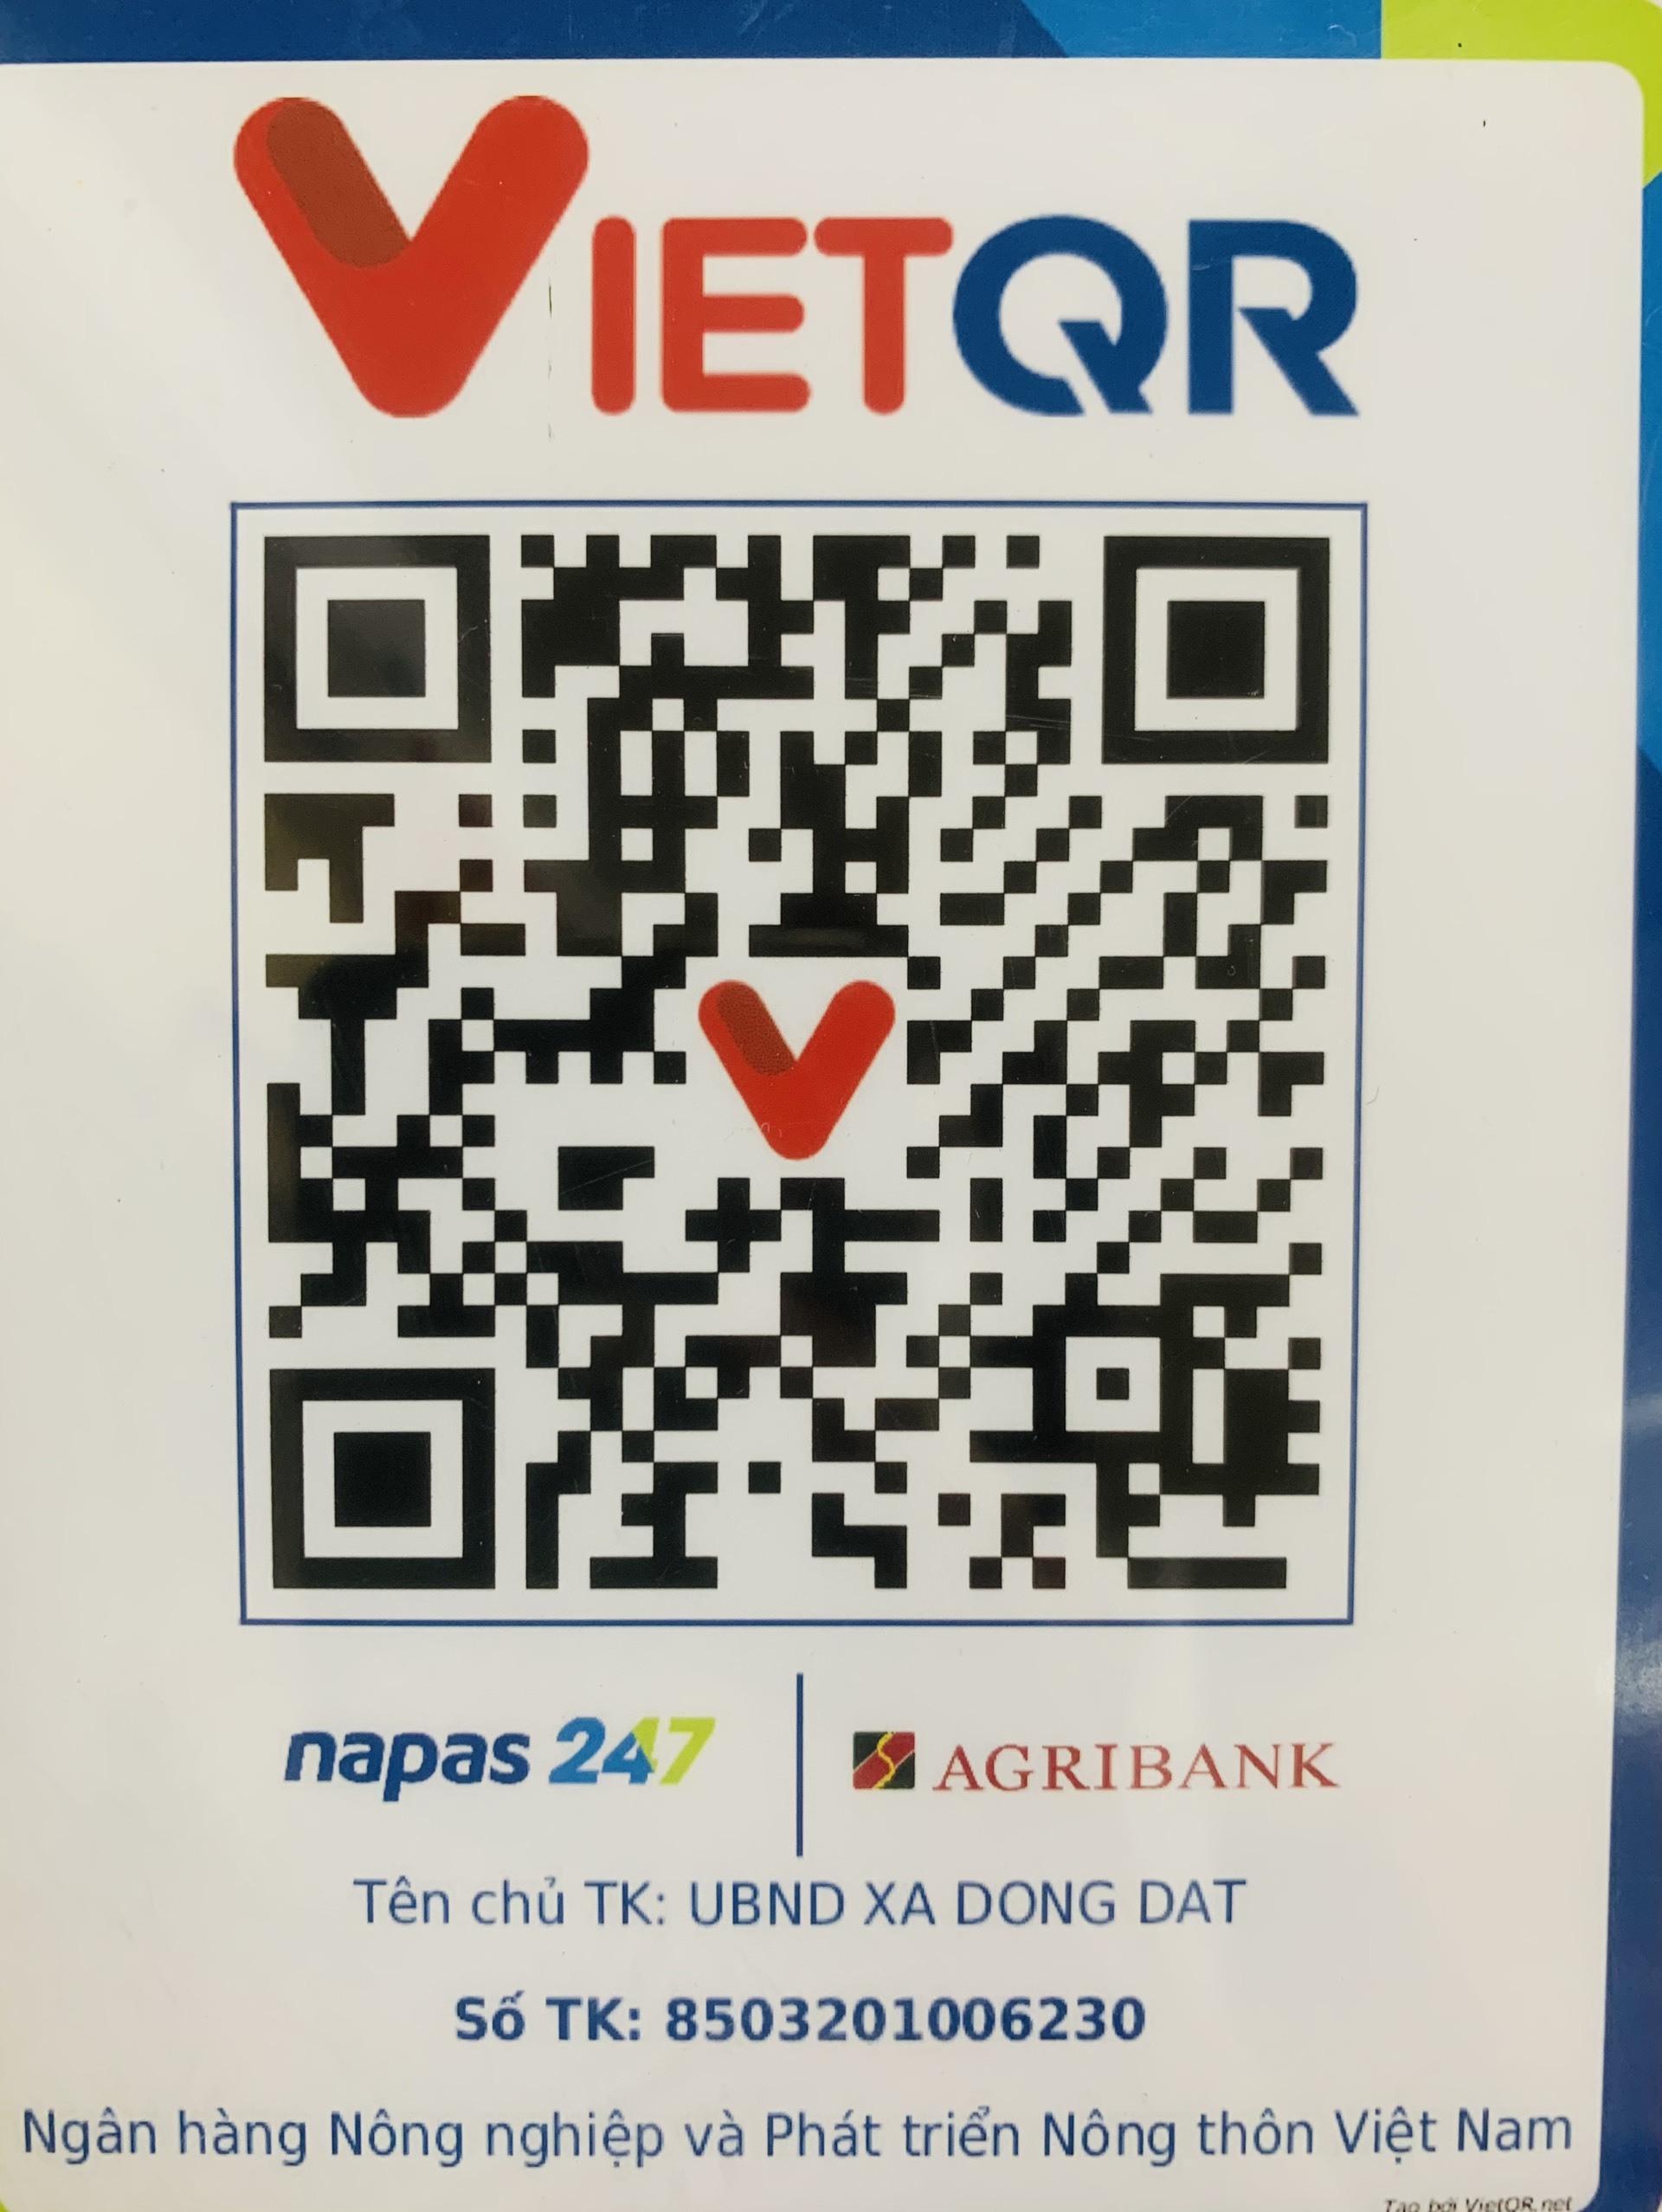 VIETQR
napas 247
AGRIBANK
Tên chủ TK: UBND XA DONG DAT
Số TK: 8503201006230
Ngân hàng Nông nghiệp và Phát triển Nông thôn Việt Nam
Tạo bởi VietQR.net